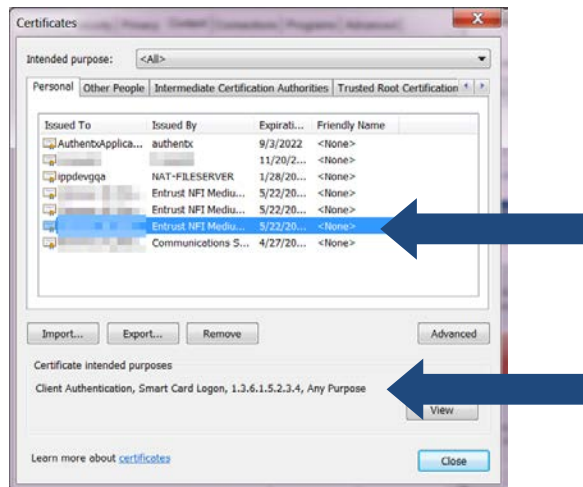 Certificates
Intended purpose: <All>
Personal Other People Intermediate Certification Authorities Trusted Root Certification
Issued To Issued By Expirati... Friendly Name
AuthentxApplica... authentx 9/3/2022 <None>
11/20/2... <None>
ippdevgqa NAT-FILESERVER 1/28/20... <None>
Entrust NFI Mediu... 5/22/20... <None>
Entrust NFI Mediu... 5/22/20... <None>
Entrust NFI Mediu... 5/22/20... <None>
Communications S... 4/27/20... <None>
Import... Export... Remove Advanced
Certificate intended purposes
Client Authentication, Smart Card Logon, 1.3.6.1.5.2.3.4, Any Purpose
View
Learn more about certificates
Close